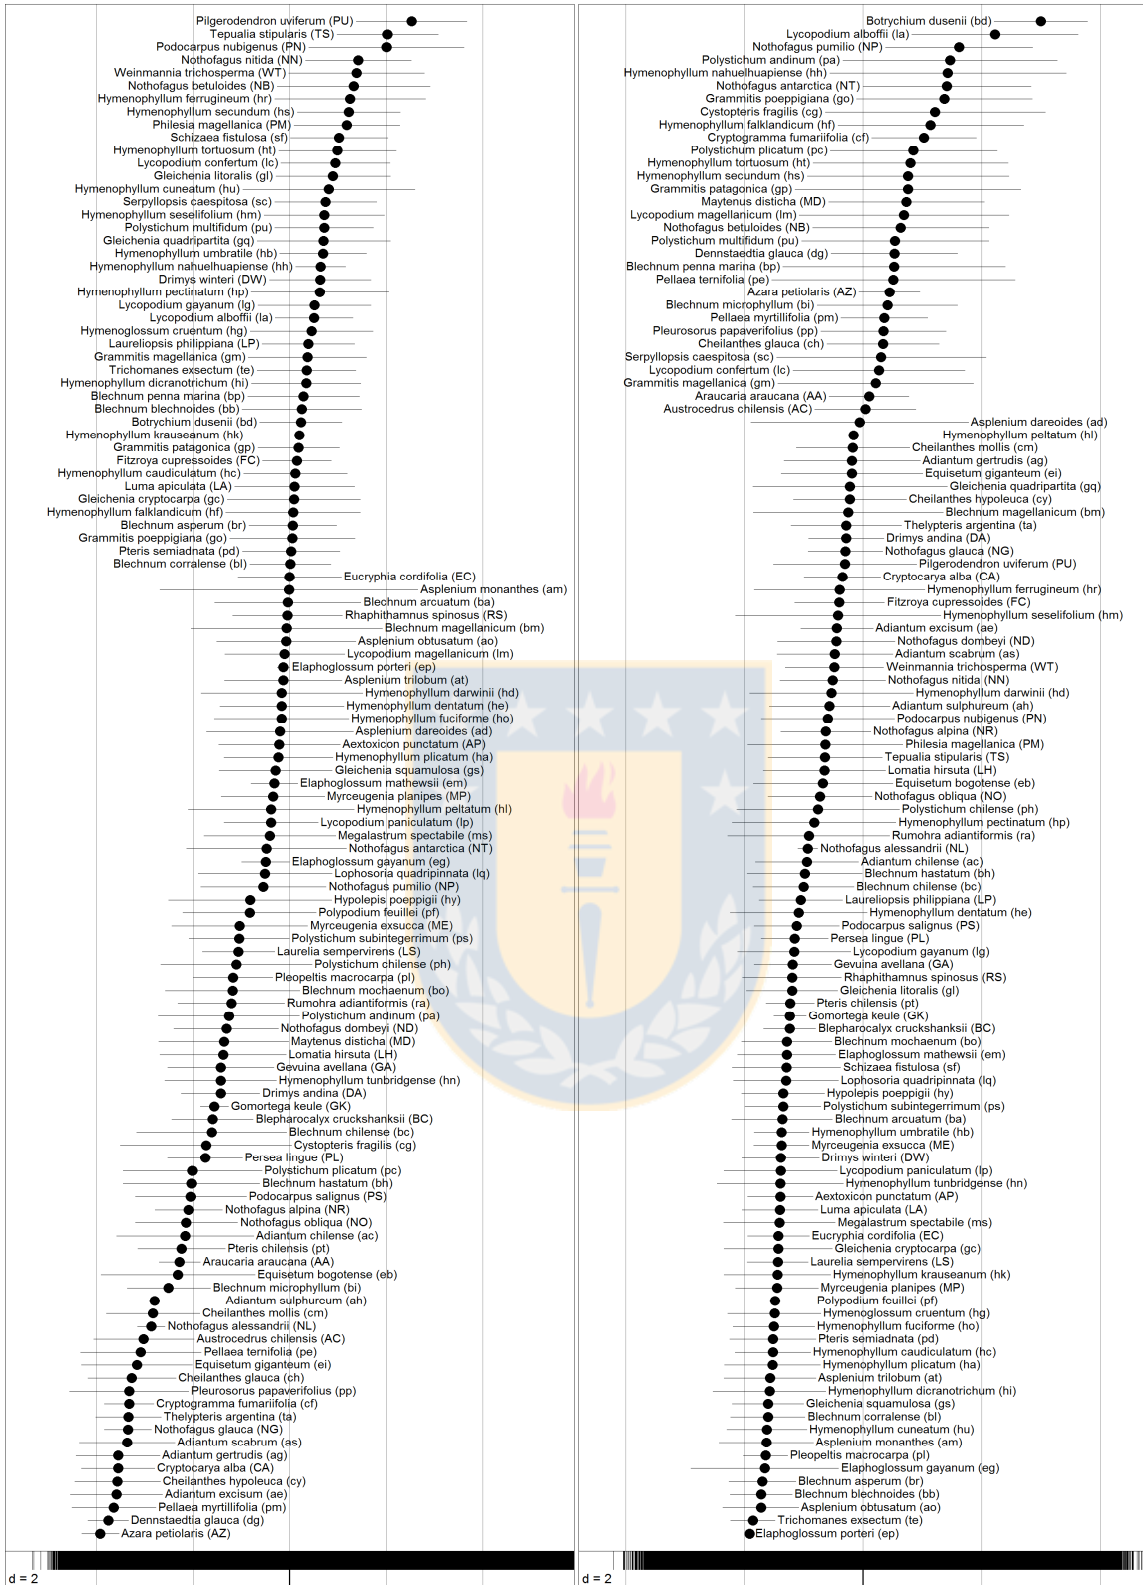 Pilgerodendron uviferum (PU)
Tepualia stipularis (TS)
Podocarpus nubigenus (PN)
Nothofagus nitida (NN)
Weinmannia trichosperma (WT)
Nothofagus betuloides (NB)
Hymenophyllum ferrugineum (hr)
Hymenophyllum secundum (hs)
Philesia magellanica (PM)
Schizaea fistulosa (sf)
Hymenophyllum tortuosum (ht)
Lycopodium confertum (lc)
Gleichenia litoralis (gl)
Hymenophyllum cuneatum (hu)
Serpyllopsis caespitosa (sc)
Hymenophyllum seselifolium (hm)
Polystichum multifidum (pu)
Gleichenia quadripartita (gq)
Hymenophyllum umbratile (hb)
Hymenophyllum nahuelhuapiense (hh)
Drimys winteri (DW)
Hymenophyllum pectinatum (hp)
Lycopodium gayanum (lg)
Lycopodium alboffii (la)
Hymenoglossum cruentum (hg)
Laureliopsis philippiana (LP)
Grammitis magellanica (gm)
Trichomanes exsectum (te)
Hymenophyllum dicranotrichum (hi)
Blechnum penna marina (bp)
Blechnum blechnoides (bb)
Botrychium dusenii (bd)
Hymenophyllum krauseanum (hk)
Grammitis patagonica (gp)
Fitzroya cupressoides (FC)
Hymenophyllum caudiculatum (hc)
Luma apiculata (LA)
Gleichenia cryptocarpa (gc)
Hymenophyllum falklandicum (hf)
Blechnum asperum (br)
Grammitis poeppigiana (go)
Pteris semiadnata (pd)
Blechnum corralense (bl)
Eucryphia cordifolia (EC)
Asplenium monanthes (am)
Blechnum arcuatum (ba)
Rhaphithamnus spinosus (RS)
Blechnum magellanicum (bm)
Asplenium obtusatum (ao)
Lycopodium magellanicum (lm)
Elaphoglossum porteri (ep)
Asplenium trilobum (at)
Hymenophyllum darwinii (hd)
Hymenophyllum dentatum (he)
Hymenophyllum fuciforme (ho)
Asplenium dareoides (ad)
Aextoxicon punctatum (AP)
Hymenophyllum plicatum (ha)
Gleichenia squamulosa (gs)
Elaphoglossum mathewsii (em)
Myrceugenia planipes (MP)
Hymenophyllum peltatum (hl)
Lycopodium paniculatum (lp)
Megalastrum spectabile (ms)
Nothofagus antarctica (NT)
Elaphoglossum gayanum (eg)
Lophosoria quadripinnata (lq)
Nothofagus pumilio (NP)
Hypolepis poeppigii (hy)
Polypodium feuillei (pf)
Myrceugenia exsucca (ME)
Polystichum subintegerrimum (ps)
Laurelia sempervirens (LS)
Polystichum chilense (ph)
Pleopeltis macrocarpa (pl)
Blechnum mochaenum (bo)
Rumohra adiantiformis (ra)
Polystichum andinum (pa)
Nothofagus dombeyi (ND)
Maytenus disticha (MD)
Lomatia hirsuta (LH)
Gevuina avellana (GA)
Hymenophyllum tunbridgense (hn)
Drimys andina (DA)
Gomortega keule (GK)
Blepharocalyx cruckshanksii (BC)
Blechnum chilense (bc)
Cystopteris fragilis (cg)
Persea lingue (PL)
Polystichum plicatum (pc)
Blechnum hastatum (bh)
Podocarpus salignus (PS)
Nothofagus alpina (NR)
Nothofagus obliqua (NO)
Adiantum chilense (ac)
Pteris chilensis (pt)
Araucaria araucana (AA)
Equisetum bogotense (eb)
Blechnum microphyllum (bi)
Adiantum sulphureum (ah)
Cheilanthes mollis (cm)
Nothofagus alessandrii (NL)
Austrocedrus chilensis (AC)
Pellaea ternifolia (pe)
Equisetum giganteum (ei)
Cheilanthes glauca (ch)
Pleurosorus papaverifolius (pp)
Cryptogramma fumariifolia (cf)
Thelypteris argentina (ta)
Nothofagus glauca (NG)
Adiantum scabrum (as)
Adiantum gertrudis (ag)
Cryptocarya alba (CA)
Cheilanthes hypoleuca (cy)
Adiantum excisum (ae)
Pellaea myrtillifolia (pm)
Dennstaedtia glauca (dg)
Azara petiolaris (AZ)
d = 2
Botrychium dusenii (bd)
Lycopodium alboffii (la)
Nothofagus pumilio (NP)
Polystichum andinum (pa)
Hymenophyllum nahuelhuapiense (hh)
Nothofagus antarctica (NT)
Grammitis poeppigiana (go)
Cystopteris fragilis (cg)
Hymenophyllum falklandicum (hf)
Cryptogramma fumariifolia (cf)
Polystichum plicatum (pc)
Hymenophyllum tortuosum (ht)
Hymenophyllum secundum (hs)
Grammitis patagonica (gp)
Maytenus disticha (MD)
Lycopodium magellanicum (lm)
Nothofagus betuloides (NB)
Polystichum multifidum (pu)
Dennstaedtia glauca (dg)
Blechnum penna marina (bp)
Pellaea ternifolia (pe)
Azara petiolaris (AZ)
Blechnum microphyllum (bi)
Pellaea myrtillifolia (pm)
Pleurosorus papaverifolius (pp)
Cheilanthes glauca (ch)
Serpyllopsis caespitosa (sc)
Lycopodium confertum (lc)
Grammitis magellanica (gm)
Araucaria araucana (AA)
Austrocedrus chilensis (AC)
Asplenium dareoides (ad)
Hymenophyllum peltatum (hl)
Cheilanthes mollis (cm)
Adiantum gertrudis (ag)
Equisetum giganteum (ei)
Gleichenia quadripartita (gq)
Cheilanthes hypoleuca (cy)
Blechnum magellanicum (bm)
Thelypteris argentina (ta)
Drimys andina (DA)
Nothofagus glauca (NG)
Pilgerodendron uviferum (PU)
Cryptocarya alba (CA)
Hymenophyllum ferrugineum (hr)
Fitzroya cupressoides (FC)
Hymenophyllum seselifolium (hm)
Adiantum excisum (ae)
Nothofagus dombeyi (ND)
Adiantum scabrum (as)
Weinmannia trichosperma (WT)
Nothofagus nitida (NN)
Hymenophyllum darwinii (hd)
Adiantum sulphureum (ah)
Podocarpus nubigenus (PN)
Nothofagus alpina (NR)
Philesia magellanica (PM)
Tepualia stipularis (TS)
Lomatia hirsuta (LH)
Equisetum bogotense (eb)
Nothofagus obliqua (NO)
Polystichum chilense (ph)
Hymenophyllum pectinatum (hp)
Rumohra adiantiformis (ra)
Nothofagus alessandrii (NL)
Adiantum chilense (ac)
Blechnum hastatum (bh)
Blechnum chilense (bc)
Laureliopsis philippiana (LP)
Hymenophyllum dentatum (he)
Podocarpus salignus (PS)
Persea lingue (PL)
Lycopodium gayanum (lg)
Gevuina avellana (GA)
Rhaphithamnus spinosus (RS)
Gleichenia litoralis (gl)
Pteris chilensis (pt)
Gomortega keule (GK)
Blepharocalyx cruckshanksii (BC)
Blechnum mochaenum (bo)
Elaphoglossum mathewsii (em)
Schizaea fistulosa (sf)
Lophosoria quadripinnata (lq)
Hypolepis poeppigii (hy)
Polystichum subintegerrimum (ps)
Blechnum arcuatum (ba)
Hymenophyllum umbratile (hb)
Myrceugenia exsucca (ME)
Drimys winteri (DW)
Lycopodium paniculatum (lp)
Hymenophyllum tunbridgense (hn)
Aextoxicon punctatum (AP)
Luma apiculata (LA)
Megalastrum spectabile (ms)
Eucryphia cordifolia (EC)
Gleichenia cryptocarpa (gc)
Laurelia sempervirens (LS)
Hymenophyllum krauseanum (hk)
Myrceugenia planipes (MP)
Polypodium feuillei (pf)
Hymenoglossum cruentum (hg)
Hymenophyllum fuciforme (ho)
Pteris semiadnata (pd)
Hymenophyllum caudiculatum (hc)
Hymenophyllum plicatum (ha)
Asplenium trilobum (at)
Hymenophyllum dicranotrichum (hi)
Gleichenia squamulosa (gs)
Blechnum corralense (bl)
Hymenophyllum cuneatum (hu)
Asplenium monanthes (am)
Pleopeltis macrocarpa (pl)
Elaphoglossum gayanum (eg)
Blechnum asperum (br)
Blechnum blechnoides (bb)
Asplenium obtusatum (ao)
Trichomanes exsectum (te)
Elaphoglossum porteri (ep)
d = 2